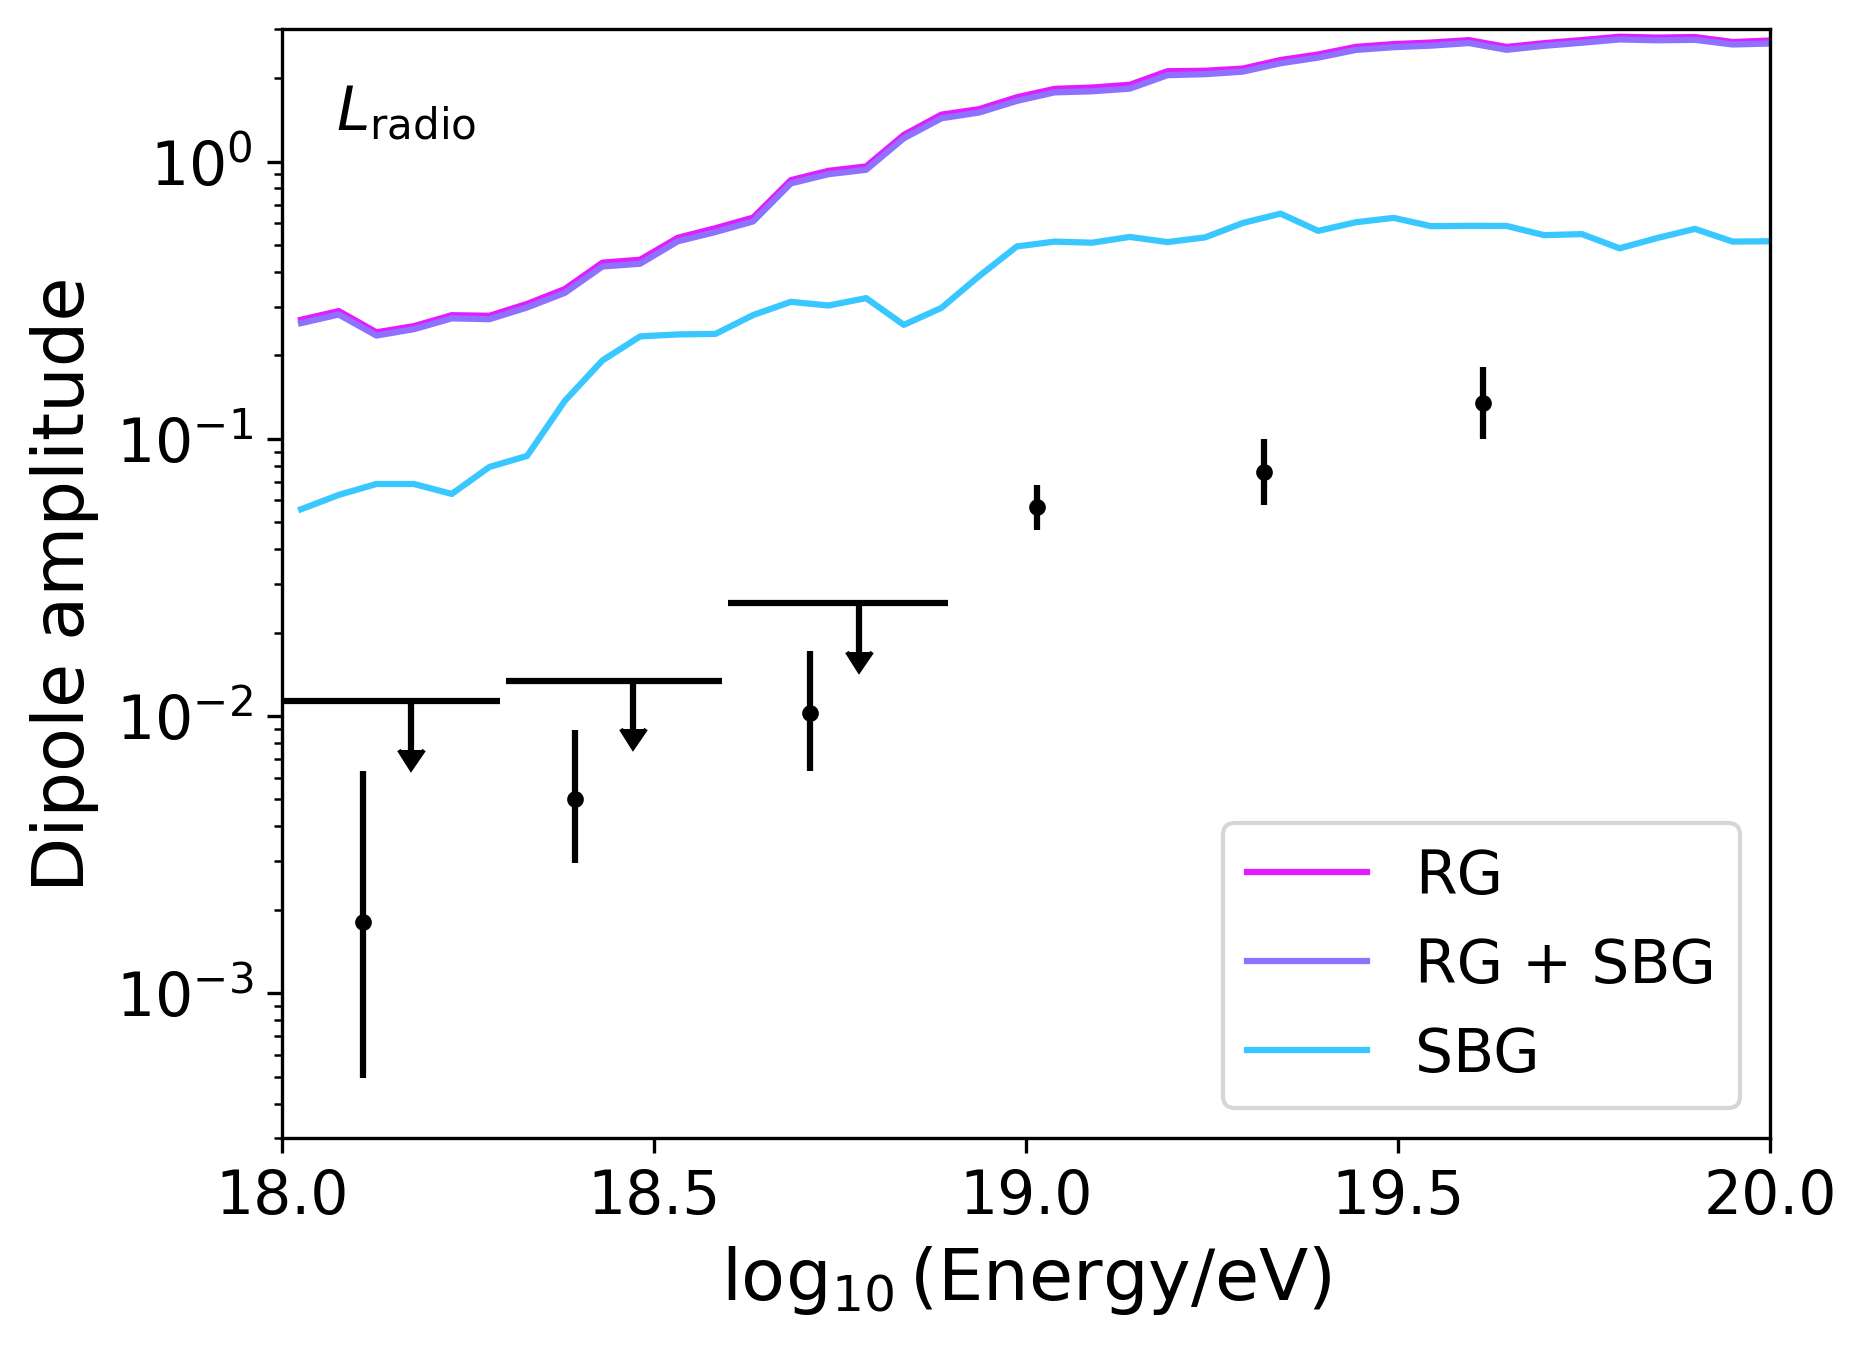 L_radio
10^0
10^-1
10^-2
10^-3
Dipole amplitude
18.0 18.5 19.0 19.5 20.0
log_10 (Energy/eV)
RG
RG + SBG
SBG